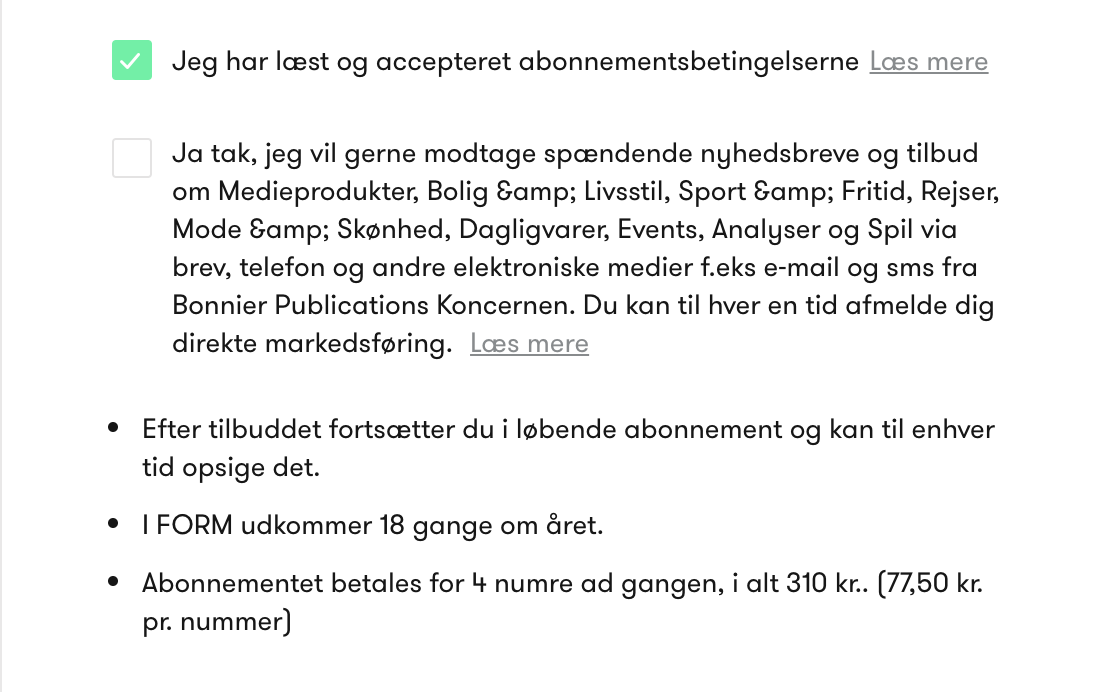 Jeg har læst og accepteret abonnementsbetingelserne Læs mere
Ja tak, jeg vil gerne modtage spændende nyhedsbreve og tilbud
om Medieprodukter, Bolig &amp; Livsstil, Sport &amp; Fritid, Rejser,
Mode &amp; Skønhed, Dagligvarer, Events, Analyser og Spil via
brev, telefon og andre elektroniske medier f.eks e-mail og sms fra
Bonnier Publications Koncernen. Du kan til hver en tid afmelde dig
direkte markedsføring. Læs mere
• Efter tilbuddet fortsætter du i løbende abonnement og kan til enhver
tid opsige det.
• I FORM udkommer 18 gange om året.
• Abonnementet betales for 4 numre ad gangen, i alt 310 kr.. (77,50 kr.
pr. nummer)